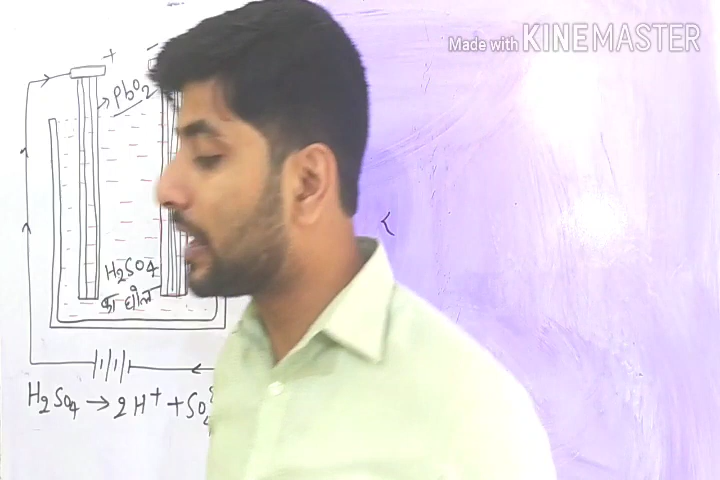 Made with KINEMASTER
+ -
PbO2
H2SO4
का घोल
H2SO4 → 2H+ + SO4